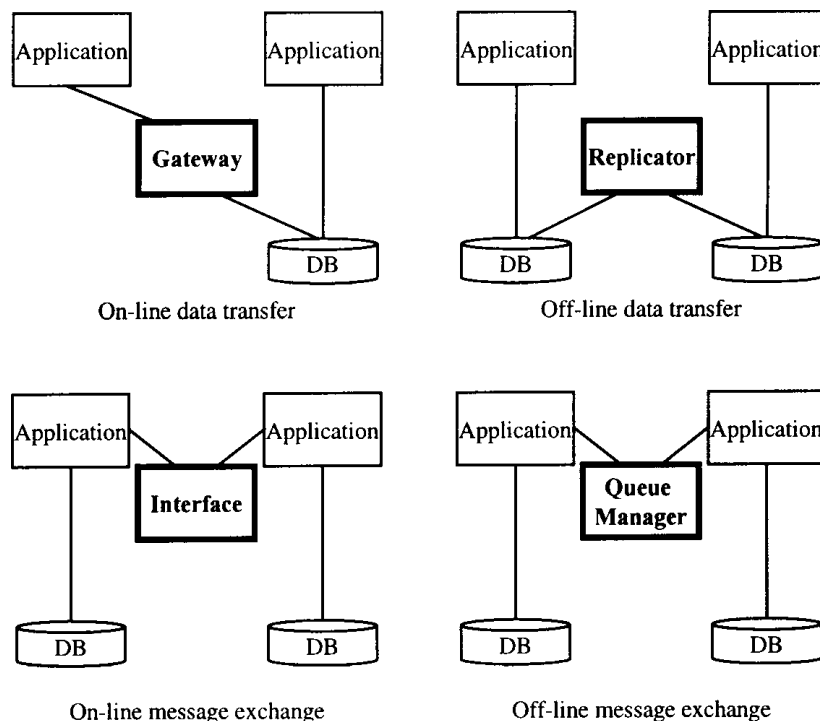 Application
Application
Gateway
DB
On-line data transfer
Application
Application
Replicator
DB
DB
Off-line data transfer
Application
Application
Interface
DB
DB
On-line message exchange
Application
Application
Queue
Manager
DB
DB
Off-line message exchange